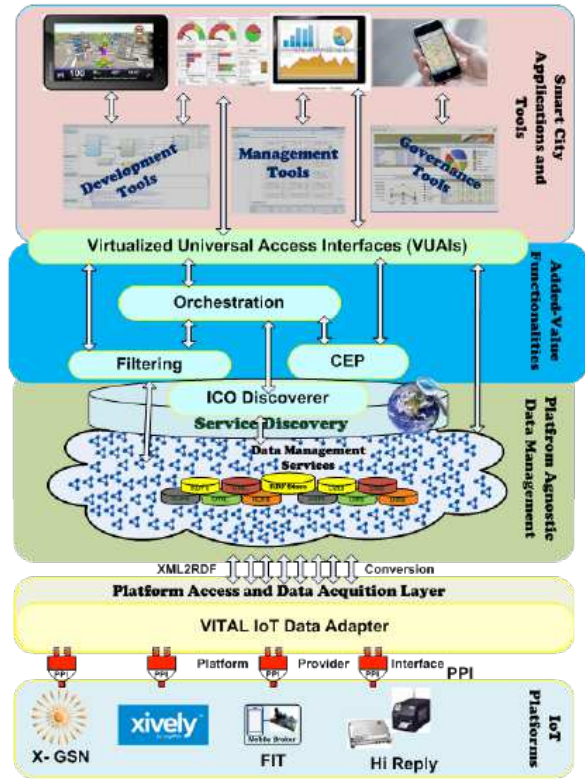 Smart City
Applications and
Tools
100
Development
Tools
Management
Tools
Governance
Tools
Virtualized Universal Access Interfaces (VUAIs)
Added-Value
Functionalities
Orchestration
Filtering
CEP
ICO Discoverer
Service Discovery
Platfrom Agnostic
Data Management
Data Management
Services
XML2RDF
Conversion
Platform Access and Data Acquition Layer
VITAL IoT Data Adapter
Platform Provider Interface
PPI
PPI
PPI
PPI
PPI
IoT
Platforms
X- GSN
xively
Mobile Broker
FIT
Hi Reply